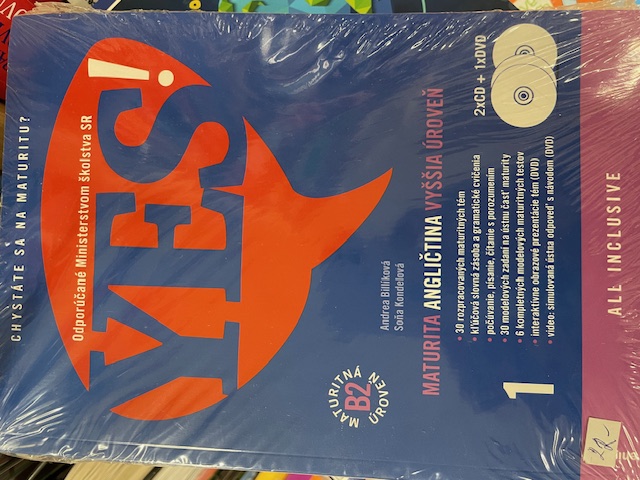 CHYSTÁTE SA NA MATURITU?
YES!
Odporúčané Ministerstvom školstva SR
Andrea Billíková
Soňa Kondelová
MATURITNÁ
B2
ÚROVEŇ
MATURITA ANGLIČTINA VYŠŠIA ÚROVEŇ
1
• 30 rozpracovaných maturitných tém
• kľúčová slovná zásoba a gramatické cvičenia
• počúvanie, písanie, čítanie s porozumením
• 30 modelových zadaní na ústnu časť maturity
• 6 kompletných modelových maturitných testov
• interaktívne obrazové prezentácie tém (DVD)
• video: simulovaná ústna odpoveď s návodom (DVD)
2xCD + 1xDVD
ALL INCLUSIVE